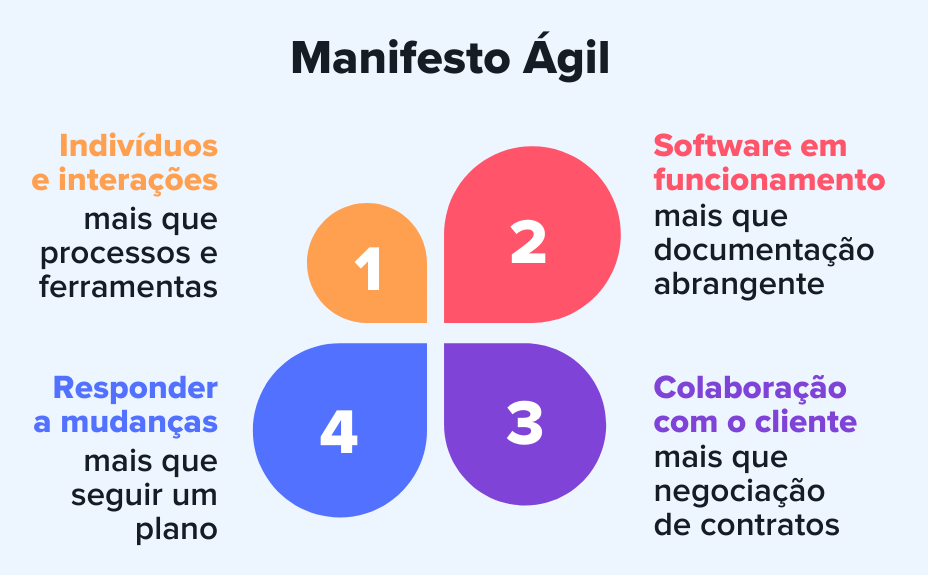 Manifesto Ágil
Indivíduos
e interações
mais que
processos e
ferramentas
1
2
Software em
funcionamento
mais que
documentação
abrangente
Responder
a mudanças
mais que
seguir um
plano
4
3
Colaboração
com o cliente
mais que
negociação
de contratos